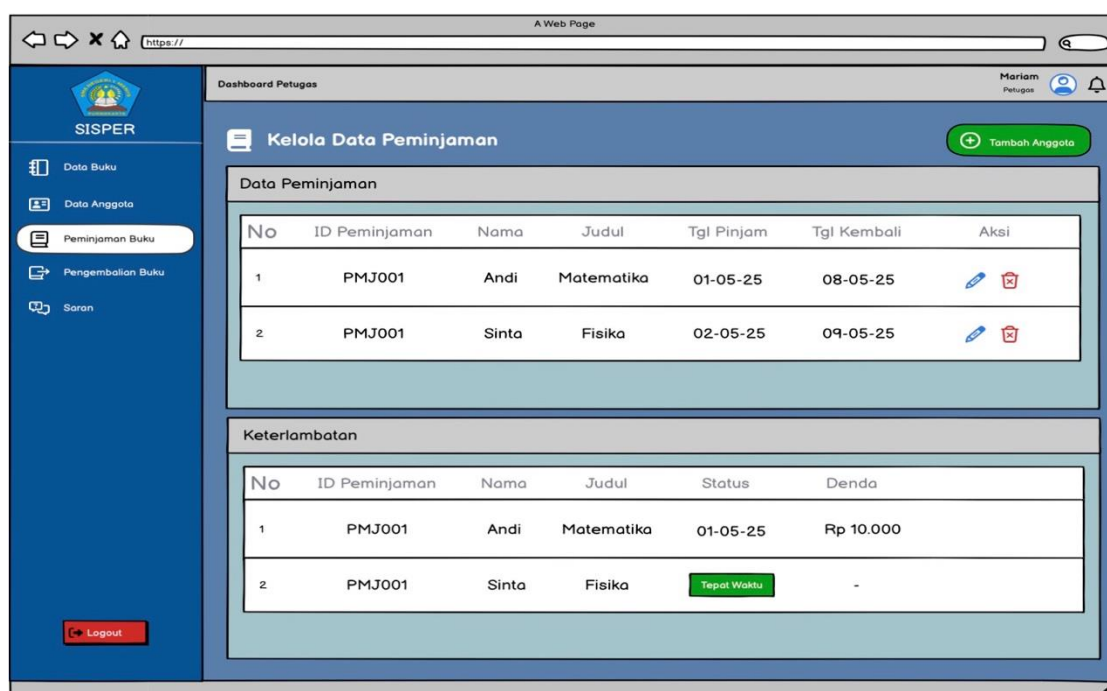 A Web Page
https://
SISPER
Dashboard Petugas
Mariam
Petugas
Data Buku
Data Anggota
Peminjaman Buku
Pengembalian Buku
Saran
Logout
Kelola Data Peminjaman
Tambah Anggota
Data Peminjaman
No ID Peminjaman Nama Judul Tgl Pinjam Tgl Kembali Aksi
1 PMJ001 Andi Matematika 01-05-25 08-05-25
2 PMJ001 Sinta Fisika 02-05-25 09-05-25
Keterlambatan
No ID Peminjaman Nama Judul Status Denda
1 PMJ001 Andi Matematika 01-05-25 Rp 10.000
2 PMJ001 Sinta Fisika Tepat Waktu -